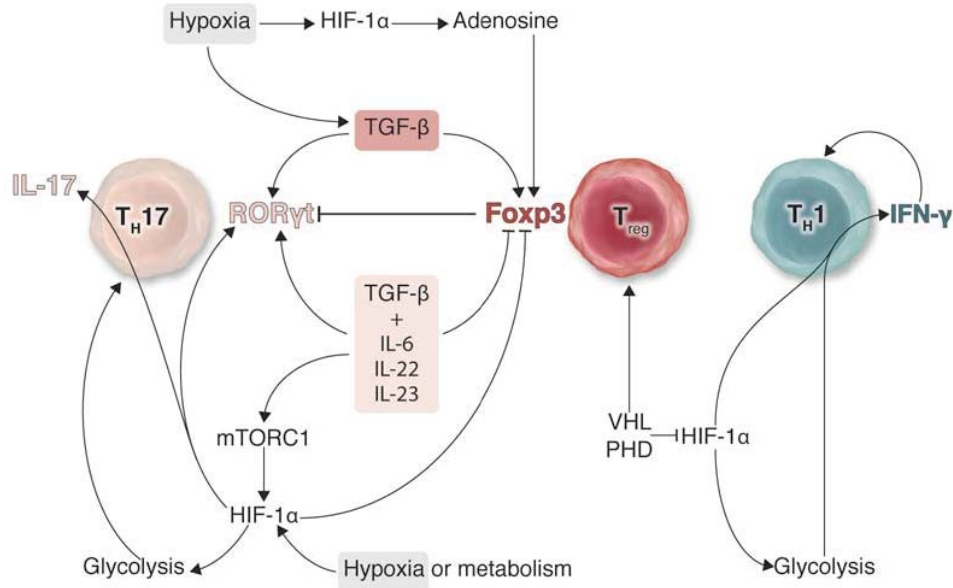 Hypoxia
HIF-1α
Adenosine
TGF-β
IL-17
TH17
RORγt
Foxp3
Treg
TH1
IFN-γ
TGF-β
+
IL-6
IL-22
IL-23
mTORC1
VHL
PHD
HIF-1α
HIF-1α
Glycolysis
Hypoxia or metabolism
Glycolysis